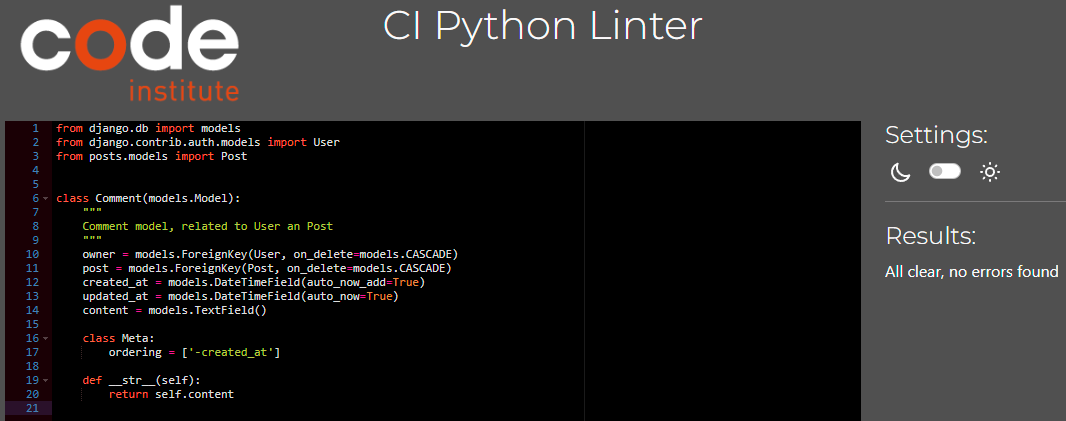 code
institute
CI Python Linter
1 from django.db import models
2 from django.contrib.auth.models import User
3 from posts.models import Post
4
5
6 class Comment(models.Model):
7     """
8     Comment model, related to User an Post
9     """
10     owner = models.ForeignKey(User, on_delete=models.CASCADE)
11     post = models.ForeignKey(Post, on_delete=models.CASCADE)
12     created_at = models.DateTimeField(auto_now_add=True)
13     updated_at = models.DateTimeField(auto_now=True)
14     content = models.TextField()
15
16     class Meta:
17         ordering = ['-created_at']
18
19     def __str__(self):
20         return self.content
21
Settings:
Results:
All clear, no errors found